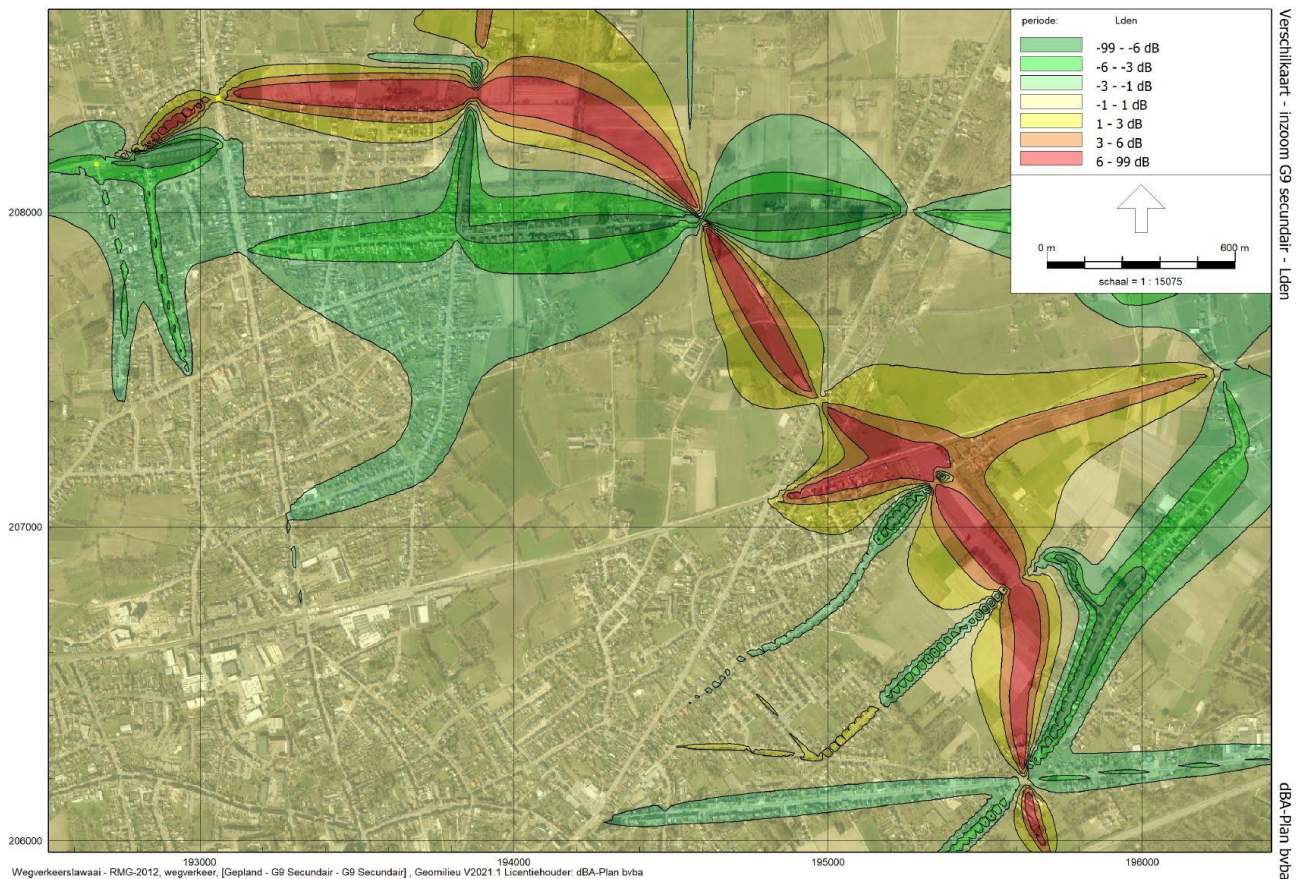 periode: Lden
-99 - -6 dB
-6 - -3 dB
-3 - -1 dB
-1 - 1 dB
1 - 3 dB
3 - 6 dB
6 - 99 dB
0 m 600 m
schaal = 1 : 15075
Verschilkaart - inzoom G9 secundair - Lden
dBA-Plan bvba
208000
207000
206000
193000 194000 195000 196000
Wegverkeerslawaai - RMG-2012, wegverkeer, [Gepland - G9 Secundair - G9 Secundair] , Geomilieu V2021.1 Licentiehouder: dBA-Plan bvba